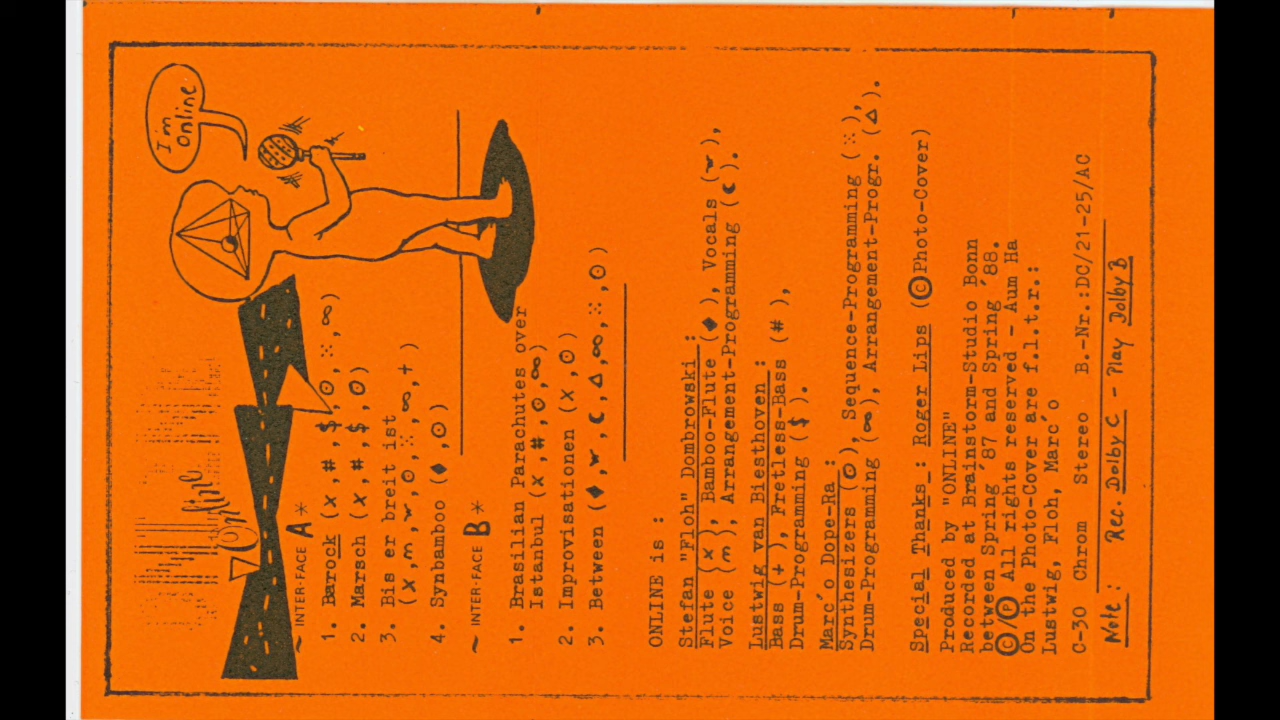 I'm
online
Online
~ INTER-FACE A *
1. Barock (x,#,$,⊙,⁙,∞)
2. Marsch (x,#,$,⊙)
3. Bis er breit ist
(x,m,♥,⊙,⁙,∞,+)
4. Synbamboo (♦,⊙)
~ INTER-FACE B *
1. Brasilian Parachutes over
Istanbul (x,#,⊙,∞)
2. Improvisationen (x,⊙)
3. Between (♦,♥,☾,△,∞,⁙,⊙)
ONLINE is :
Stefan "Floh" Dombrowski :
Flute (x), Bamboo-Flute (♦), Vocals (♥),
Voice (m), Arrangement-Programming (☾).
Lustwig van Biesthoven :
Bass (+), Fretless-Bass (#),
Drum-Programming ($).
Marc´o Dope-Ra :
Synthesizers (⊙), Sequence-Programming (⁙),
Drum-Programming (∞), Arrangement-Progr. (△).
Special Thanks : Roger Lips (©Photo-Cover)
Produced by "ONLINE"
Recorded at Brainstorm-Studio Bonn
between Spring ´87 and Spring ´88.
©/℗ All rights reserved - Aum Ha
On the Photo-Cover are f.l.t.r.:
Lustwig, Floh, Marc´o
C-30 Chrom Stereo B.-Nr.:DC/21-25/AC
Note : Rec. Dolby C - Play Dolby B